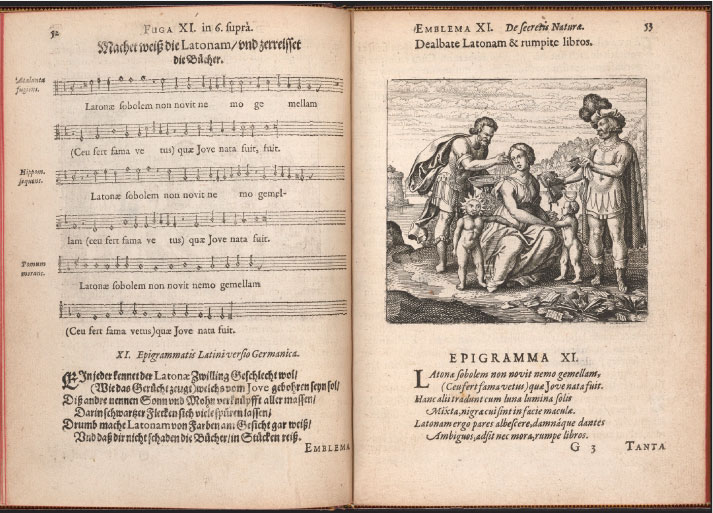 52
FUGA XI. in 6. suprà.
Machet weiß die Latonam/ und zerreisset
die Bücher.
Atalanta
fugiens.
Latonæ sobolem non novit ne mo ge mellam
(Ceu fert fama ve tus) quæ Jove nata fuit, fuit.
Hippom.
sequens.
Latonæ sobolem non novit ne mo gemel-
lam (ceu fert fama ve tus) quæ Jove nata fuit.
Pomum
morans.
Latonæ sobolem non novit nemo gemellam
(Ceu fert fama vetus) quæ Jove nata fuit.
XI. Epigrammatis Latini versio Germanica.
EIn jeder kennet der Latonæ Zwilling Geschlecht wol/
(Wie das Gerücht zeugt) welchs vom Jove gebohren seyn sol/
Diß andre nennen Sonn und Mohn verknüpfft aller massen/
Darin schwartzer Flecken sich viele spüren lassen/
Drumb mache Latonam von Farben am Gesicht gar weiß/
Und daß dir nicht schaden die Bücher/ in Stücken reiß.
EMBLEMA
EMBLEMA XI. De secretis Naturæ.
53
Dealbate Latonam & rumpite libros.
EPIGRAMMA XI.
LAtonæ sobolem non novit nemo gemellam,
(Ceu fert fama vetus) quæ Jove nata fuit.
Hanc alii tradunt cum luna lumina solis
Mixta, nigræ cui sint in facie maculæ.
Latonam ergo pares albescere, damnáque dantes
Ambiguos, adsit nec mora, rumpe libros.
G 3 TANTA